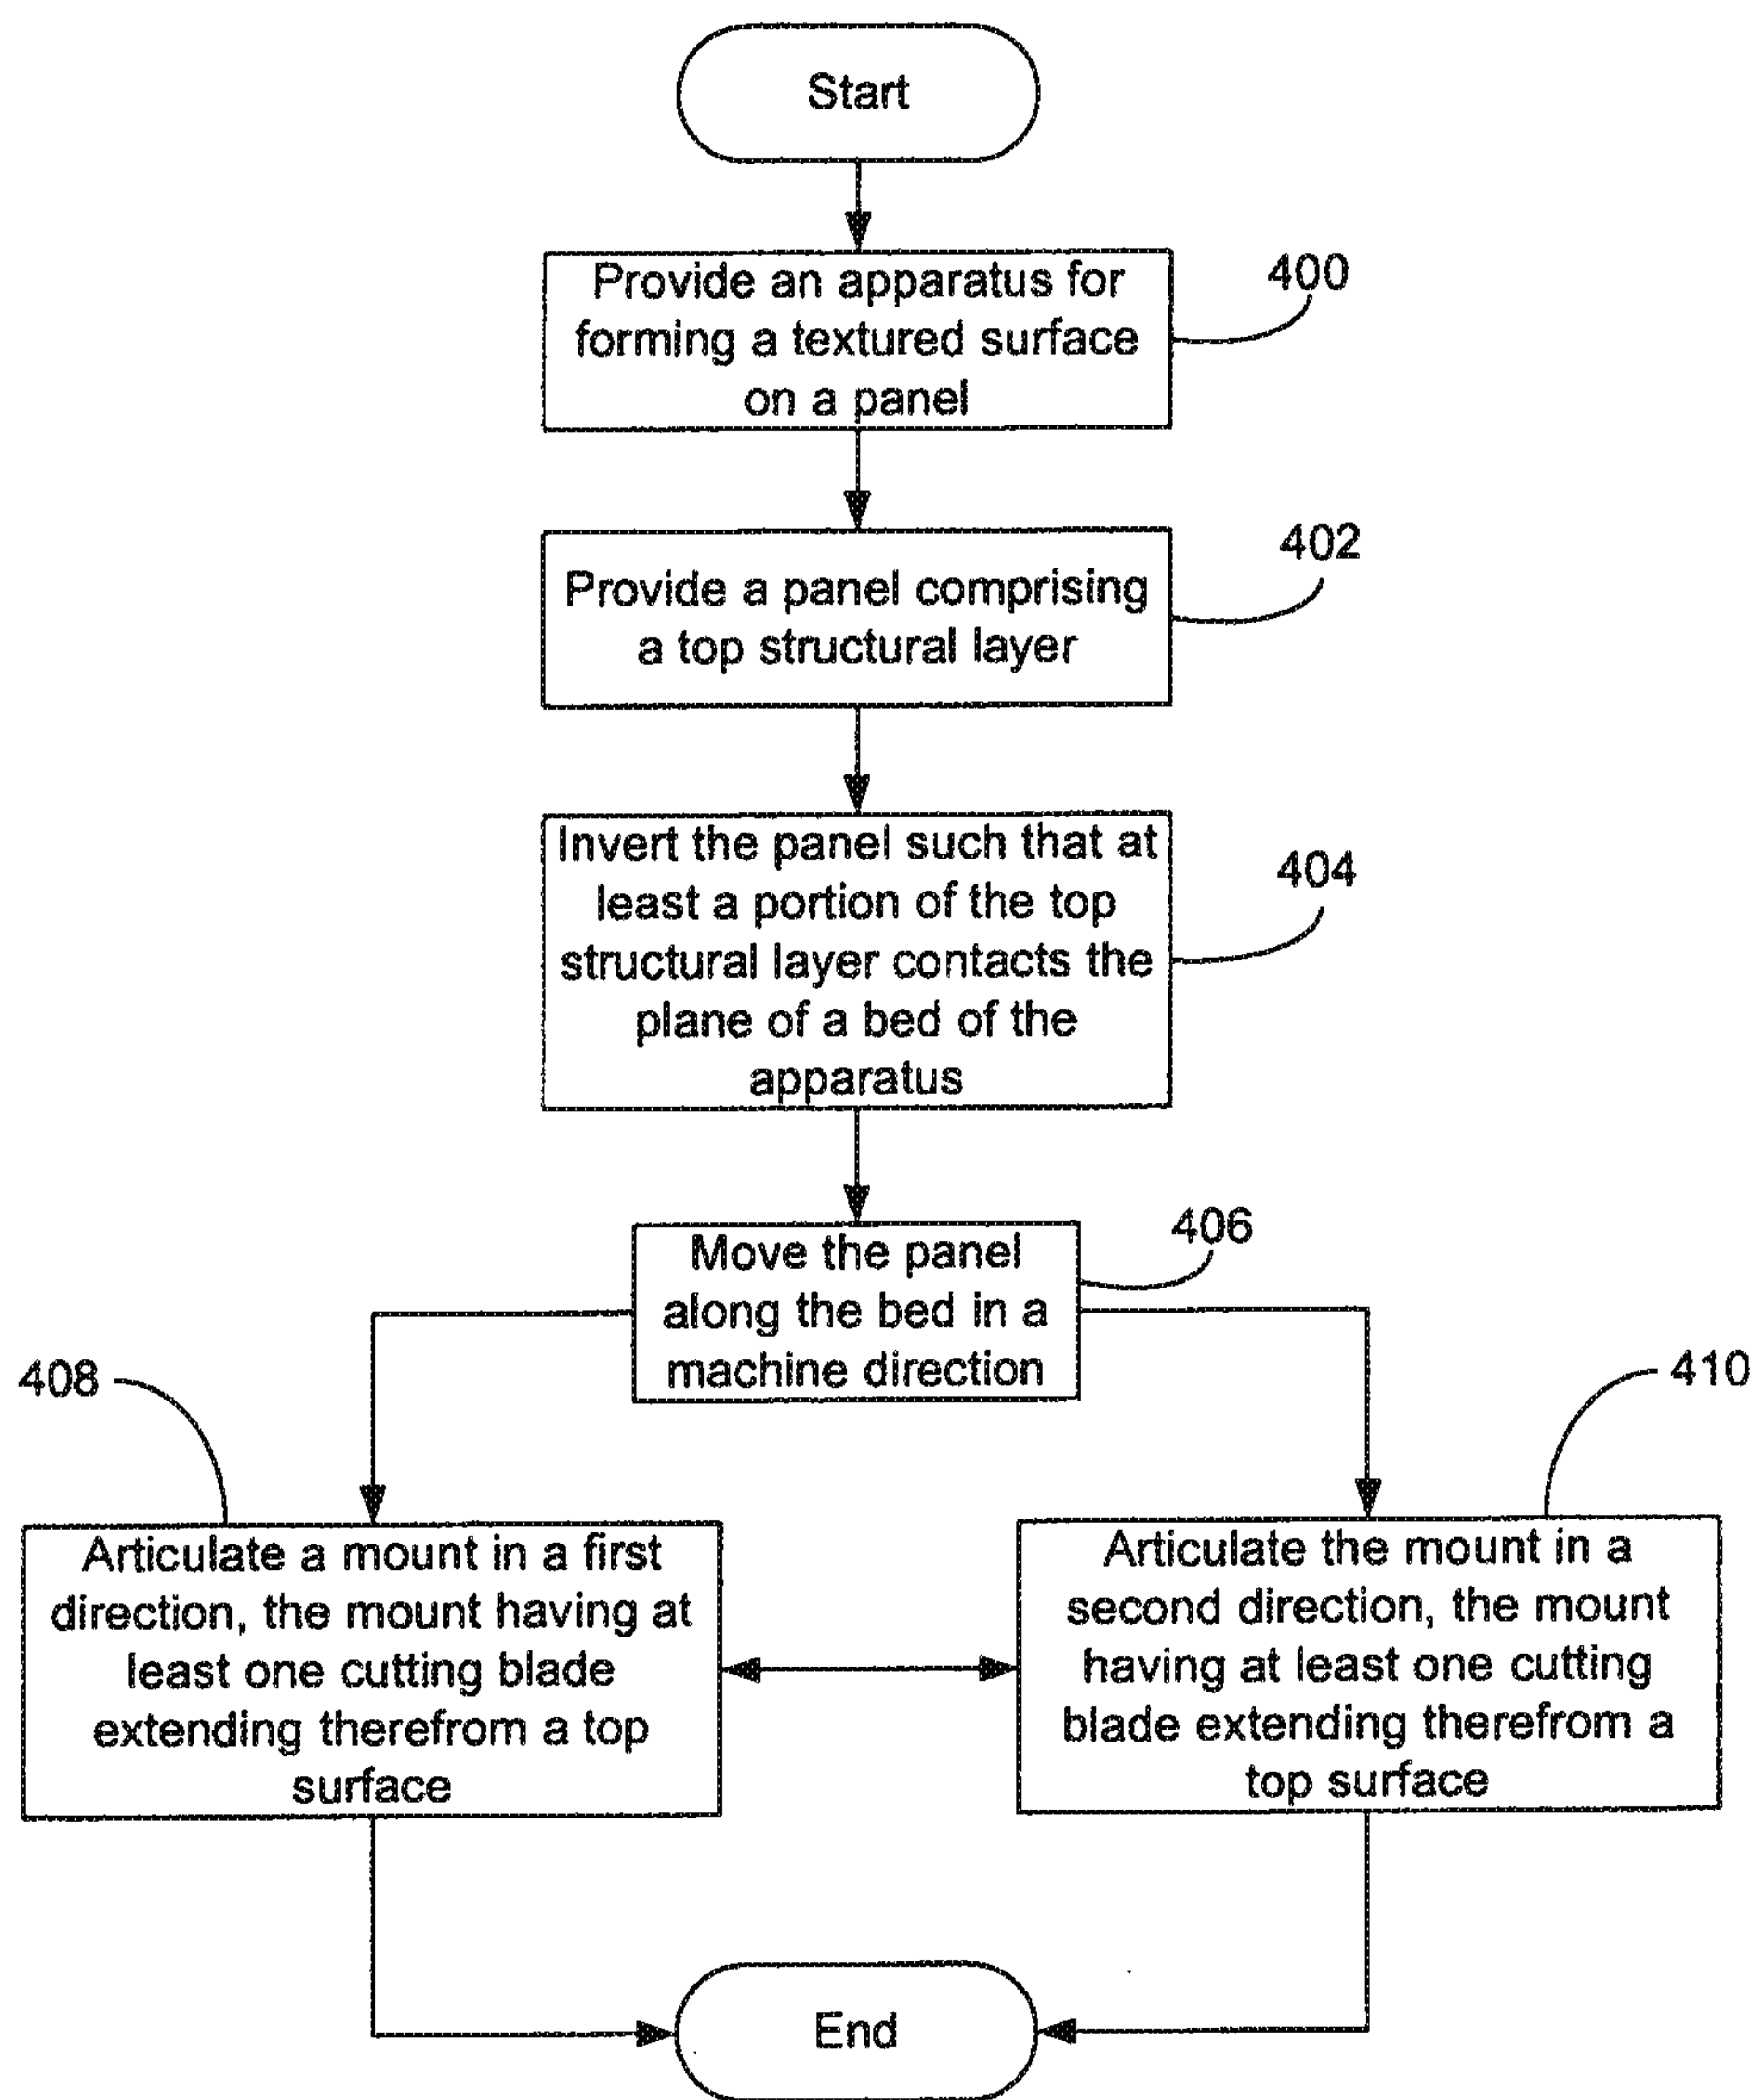 Start
Provide an apparatus for
forming a textured surface
on a panel
400
Provide a panel comprising
a top structural layer
402
Invert the panel such that at
least a portion of the top
structural layer contacts the
plane of a bed of the
apparatus
404
Move the panel
along the bed in a
machine direction
406
408
Articulate a mount in a first
direction, the mount having at
least one cutting blade
extending therefrom a top
surface
410
Articulate the mount in a
second direction, the mount
having at least one cutting
blade extending therefrom a
top surface
End